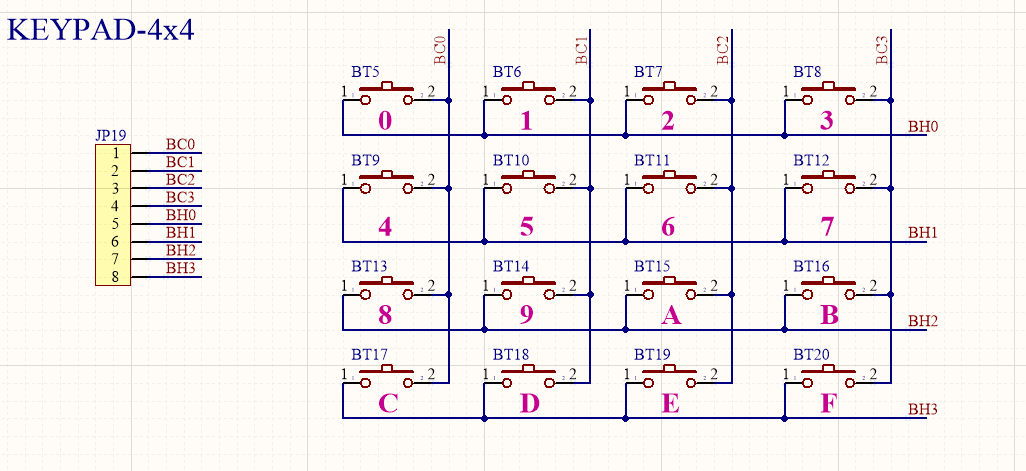 KEYPAD-4x4
BC0 BC1 BC2 BC3
BT5 BT6 BT7 BT8
1 2 1 2 1 2 1 2
0 1 2 3
BH0
JP19
1 BC0
2 BC1
3 BC2
4 BC3
5 BH0
6 BH1
7 BH2
8 BH3
BT9 BT10 BT11 BT12
1 2 1 2 1 2 1 2
4 5 6 7
BH1
BT13 BT14 BT15 BT16
1 2 1 2 1 2 1 2
8 9 A B
BH2
BT17 BT18 BT19 BT20
1 2 1 2 1 2 1 2
C D E F
BH3